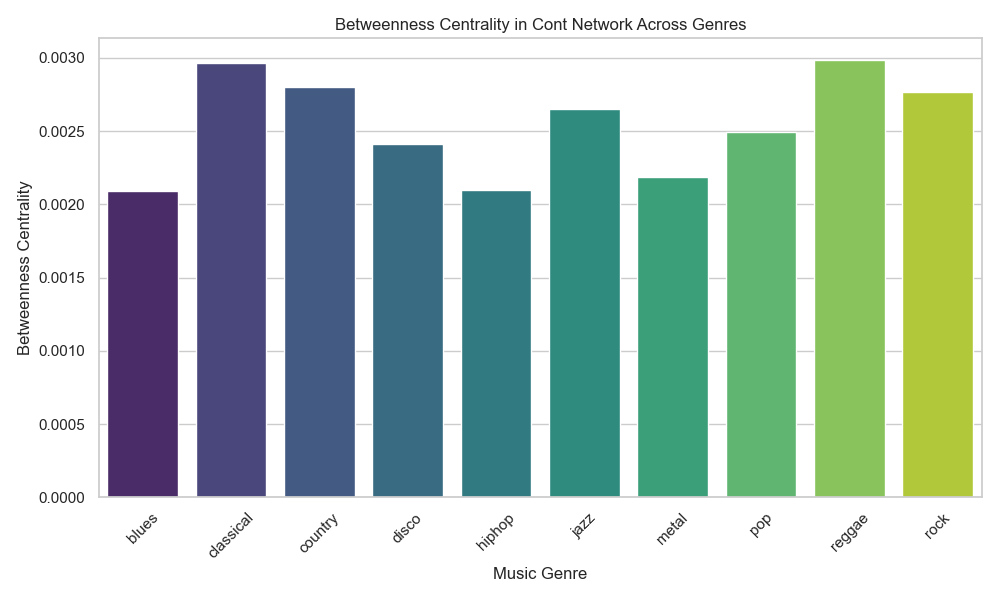 Betweenness Centrality in Cont Network Across Genres
Betweenness Centrality
0.0030
0.0025
0.0020
0.0015
0.0010
0.0005
0.0000
blues
classical
country
disco
hiphop
jazz
metal
pop
reggae
rock
Music Genre